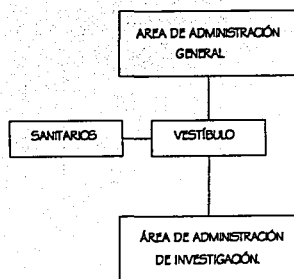 AREA DE ADMINISTRACIÓN
GENERAL
SANITARIOS
VESTÍBULO
ÁREA DE ADMINISTRACIÓN
DE INVESTIGACIÓN.